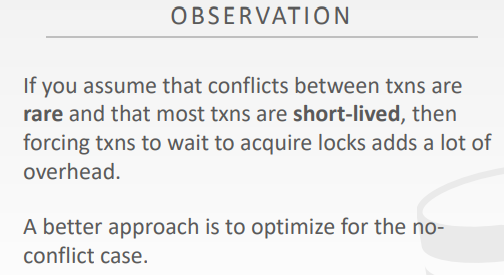 OBSERVATION
If you assume that conflicts between txns are
rare and that most txns are short-lived, then
forcing txns to wait to acquire locks adds a lot of
overhead.
A better approach is to optimize for the no-
conflict case.